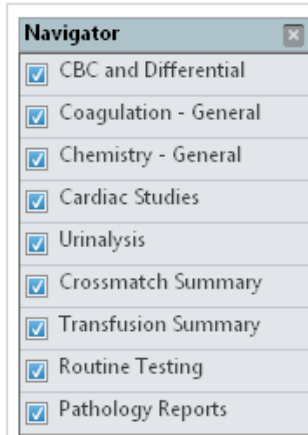 Navigator
CBC and Differential
Coagulation - General
Chemistry - General
Cardiac Studies
Urinalysis
Crossmatch Summary
Transfusion Summary
Routine Testing
Pathology Reports